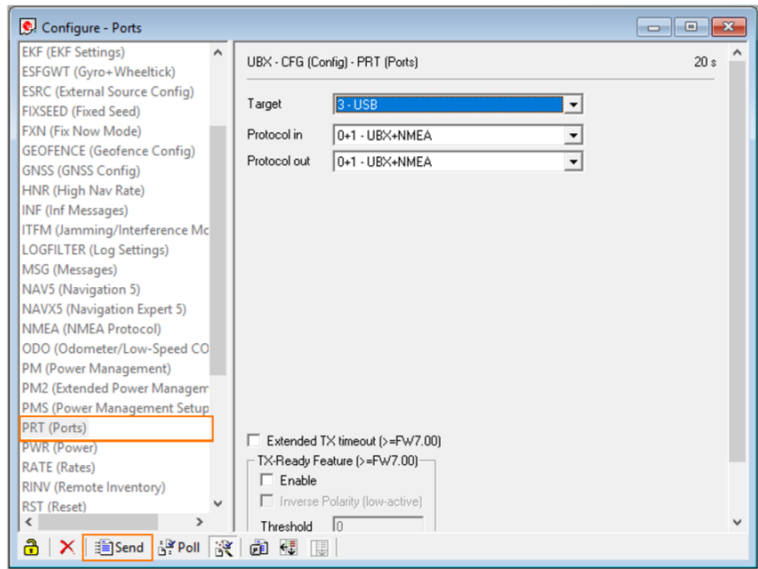 Configure - Ports
EKF (EKF Settings)
ESFGWT (Gyro+Wheeltick)
ESRC (External Source Config)
FIXSEED (Fixed Seed)
FXN (Fix Now Mode)
GEOFENCE (Geofence Config)
GNSS (GNSS Config)
HNR (High Nav Rate)
INF (Inf Messages)
ITFM (Jamming/Interference Mc
LOGFILTER (Log Settings)
MSG (Messages)
NAV5 (Navigation 5)
NAVX5 (Navigation Expert 5)
NMEA (NMEA Protocol)
ODO (Odometer/Low-Speed CO
PM (Power Management)
PM2 (Extended Power Managem
PMS (Power Management Setup
PRT (Ports)
PWR (Power)
RATE (Rates)
RINV (Remote Inventory)
RST (Reset)
UBX - CFG (Config) - PRT (Ports) 20 s
Target 3 - USB
Protocol in 0+1 - UBX+NMEA
Protocol out 0+1 - UBX+NMEA
Extended TX timeout (>=FW7.00)
TX-Ready Feature (>=FW7.00)
Enable
Inverse Polarity (low-active)
Threshold 0
Send Poll